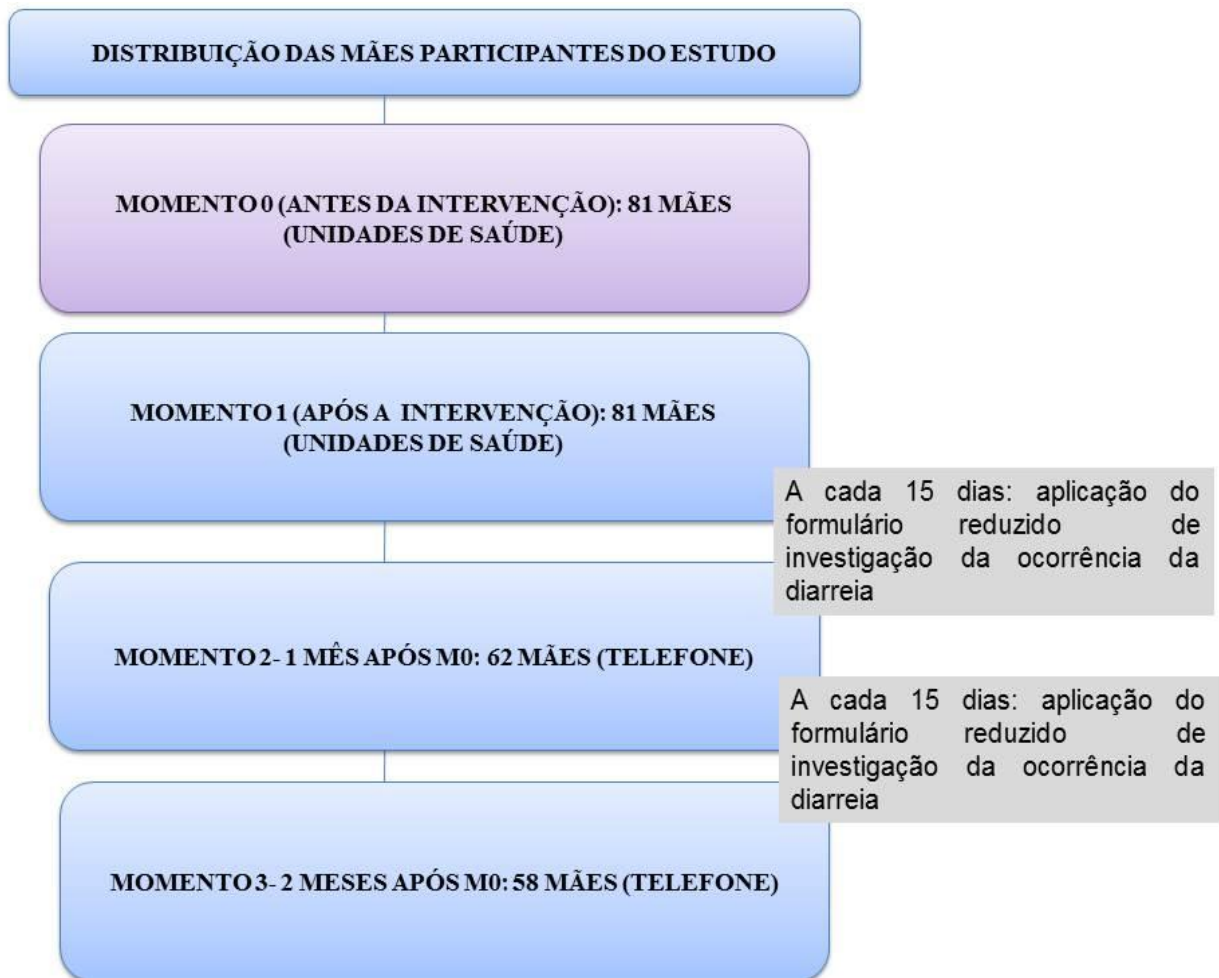 DISTRIBUIÇÃO DAS MÃES PARTICIPANTES DO ESTUDO
MOMENTO 0 (ANTES DA INTERVENÇÃO): 81 MÃES
(UNIDADES DE SAÚDE)
MOMENTO 1 (APÓS A INTERVENÇÃO): 81 MÃES
(UNIDADES DE SAÚDE)
A cada 15 dias: aplicação do
formulário reduzido de
investigação da ocorrência da
diarreia
MOMENTO 2- 1 MÊS APÓS M0: 62 MÃES (TELEFONE)
A cada 15 dias: aplicação do
formulário reduzido de
investigação da ocorrência da
diarreia
MOMENTO 3- 2 MESES APÓS M0: 58 MÃES (TELEFONE)